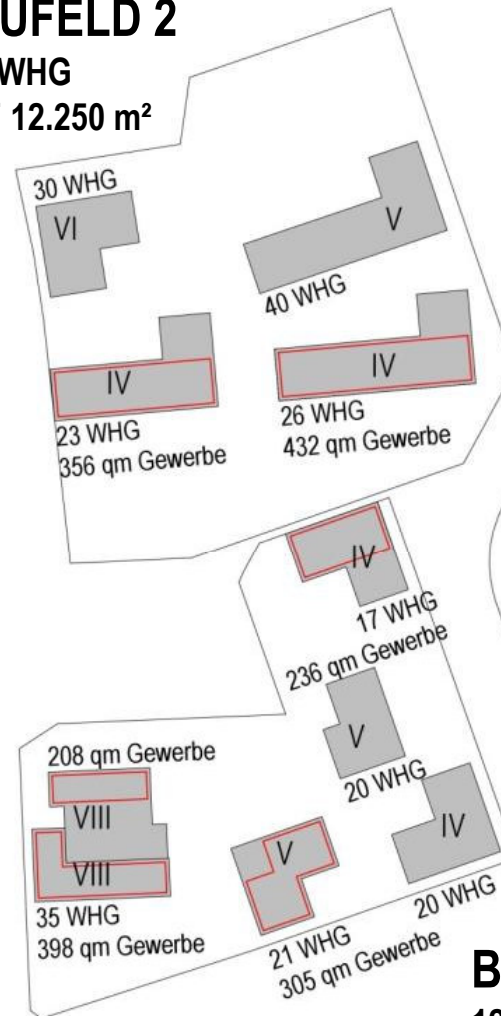 UFELD 2
WHG
12.250 m²
30 WHG
VI
V
40 WHG
IV
23 WHG
356 qm Gewerbe
IV
26 WHG
432 qm Gewerbe
IV
17 WHG
236 qm Gewerbe
V
20 WHG
IV
20 WHG
208 qm Gewerbe
VIII
VIII
35 WHG
398 qm Gewerbe
V
21 WHG
305 qm Gewerbe
B